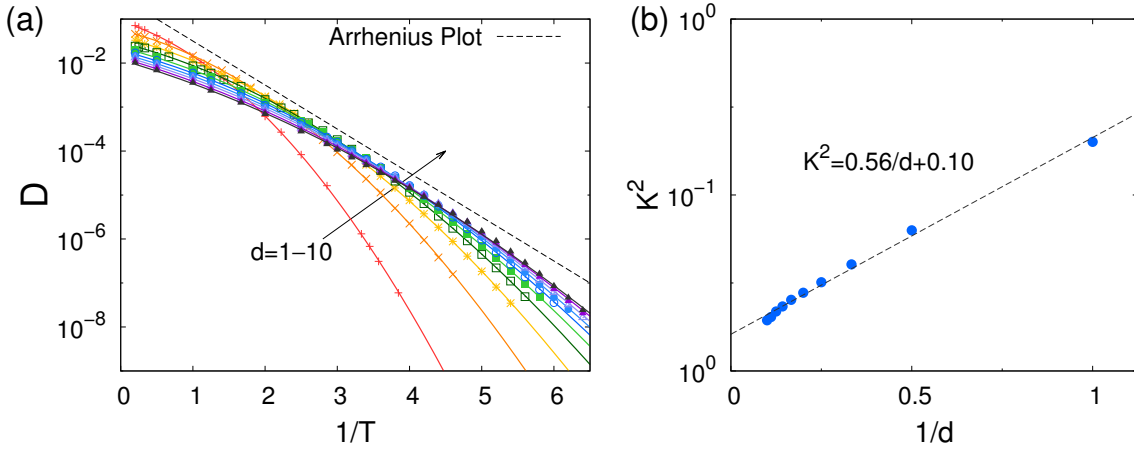 (a)
D
10^-2
10^-4
10^-6
10^-8
Arrhenius Plot
d=1−10
0 1 2 3 4 5 6
1/T
(b)
K^2
10^0
10^-1
10^0
K^2=0.56/d+0.10
0 0.5 1
1/d